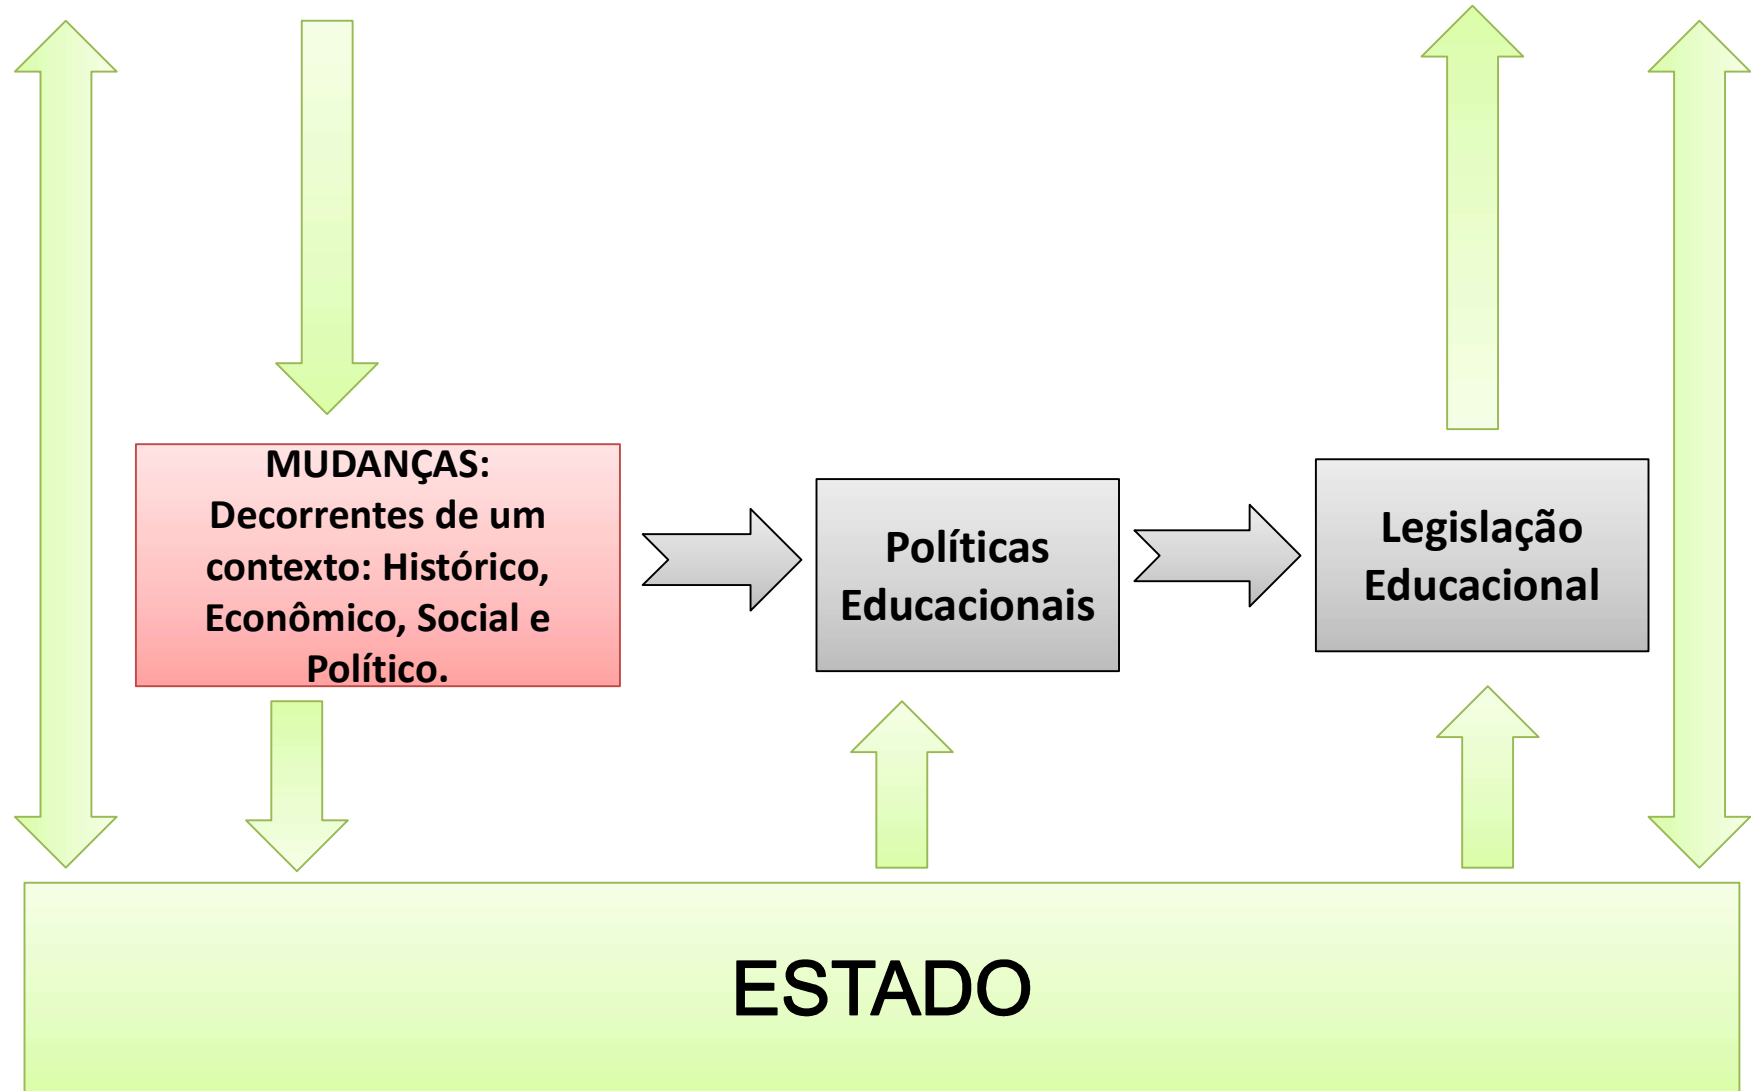 MUDANÇAS:
Decorrentes de um
contexto: Histórico,
Econômico, Social e
Político.
Políticas
Educacionais
Legislação
Educacional
ESTADO